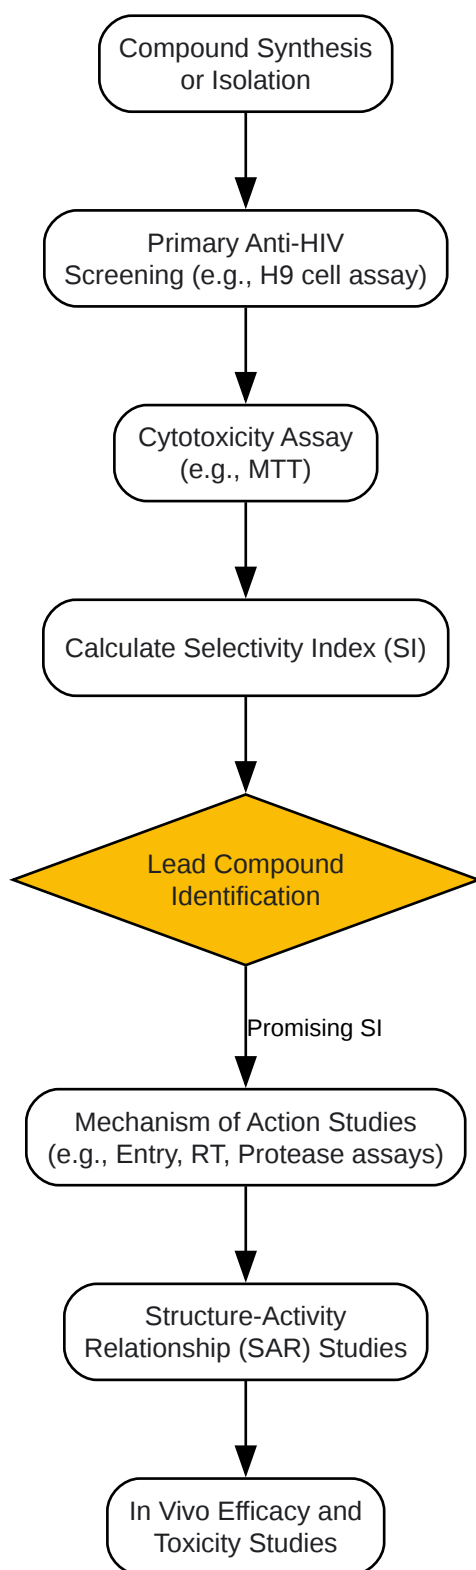 Compound Synthesis
or Isolation
Primary Anti-HIV
Screening (e.g., H9 cell assay)
Cytotoxicity Assay
(e.g., MTT)
Calculate Selectivity Index (SI)
Lead Compound
Identification
Promising SI
Mechanism of Action Studies
(e.g., Entry, RT, Protease assays)
Structure-Activity
Relationship (SAR) Studies
In Vivo Efficacy and
Toxicity Studies